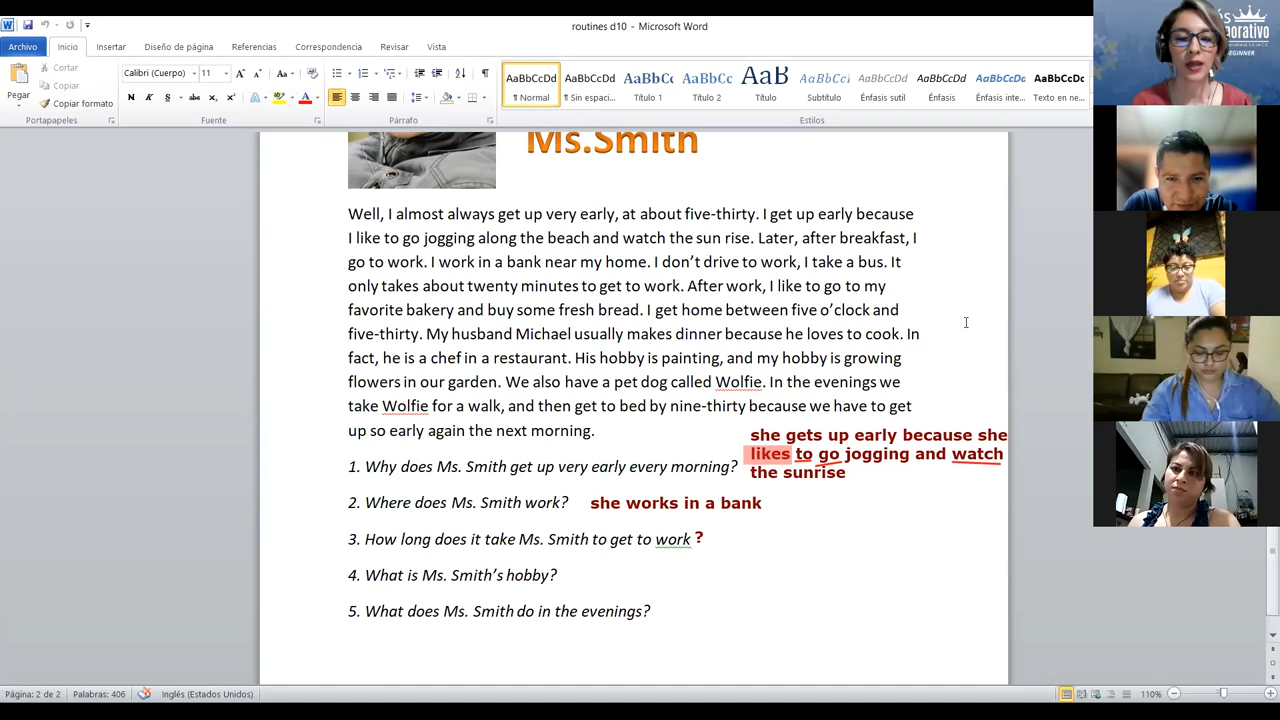 routines d10 - Microsoft Word
Archivo Inicio Insertar Diseño de página Referencias Correspondencia Revisar Vista
Pegar
Cortar
Copiar
Copiar formato
Portapapeles
Calibri (Cuerpo) 11
Fuente
Párrafo
AaBbCcDd AaBbCcDd AaBbCc AaBbCc AaB AaBbCc. AaBbCcDd AaBbCcDd AaBbCcDd AaBbCcDc
¶ Normal ¶ Sin espaci... Título 1 Título 2 Título Subtítulo Énfasis sutil Énfasis Énfasis inte... Texto en ne...
Estilos
Ms.Smith
Well, I almost always get up very early, at about five-thirty. I get up early because
I like to go jogging along the beach and watch the sun rise. Later, after breakfast, I
go to work. I work in a bank near my home. I don’t drive to work, I take a bus. It
only takes about twenty minutes to get to work. After work, I like to go to my
favorite bakery and buy some fresh bread. I get home between five o’clock and
five-thirty. My husband Michael usually makes dinner because he loves to cook. In
fact, he is a chef in a restaurant. His hobby is painting, and my hobby is growing
flowers in our garden. We also have a pet dog called Wolfie. In the evenings we
take Wolfie for a walk, and then get to bed by nine-thirty because we have to get
up so early again the next morning.
1. Why does Ms. Smith get up very early every morning?
she gets up early because she
likes to go jogging and watch
the sunrise
2. Where does Ms. Smith work? she works in a bank
3. How long does it take Ms. Smith to get to work ?
4. What is Ms. Smith’s hobby?
5. What does Ms. Smith do in the evenings?
Página: 2 de 2 Palabras: 406 Inglés (Estados Unidos) 110%